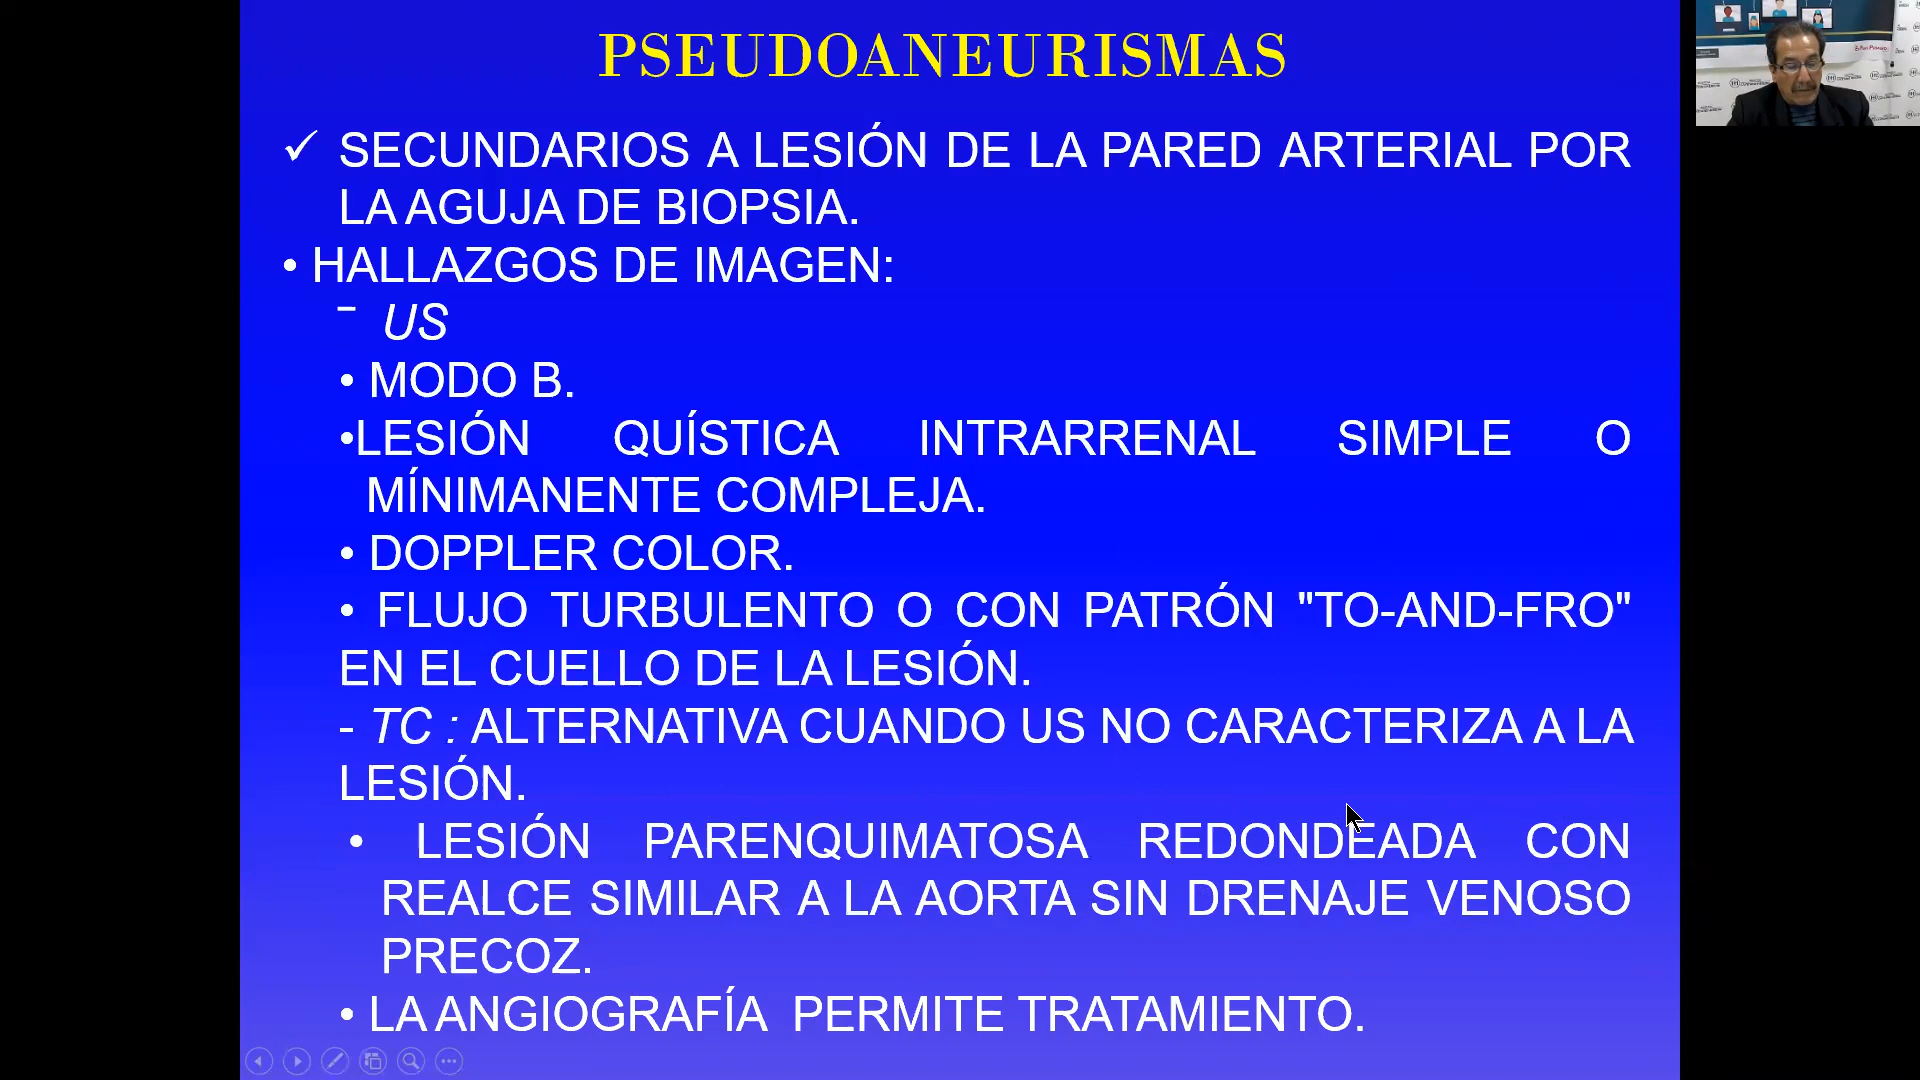 PSEUDOANEURISMAS
✓ SECUNDARIOS A LESIÓN DE LA PARED ARTERIAL POR
LA AGUJA DE BIOPSIA.
• HALLAZGOS DE IMAGEN:
– US
• MODO B.
•LESIÓN QUÍSTICA INTRARRENAL SIMPLE O
MÍNIMANENTE COMPLEJA.
• DOPPLER COLOR.
• FLUJO TURBULENTO O CON PATRÓN "TO-AND-FRO"
EN EL CUELLO DE LA LESIÓN.
- TC : ALTERNATIVA CUANDO US NO CARACTERIZA A LA
LESIÓN.
• LESIÓN PARENQUIMATOSA REDONDEADA CON
REALCE SIMILAR A LA AORTA SIN DRENAJE VENOSO
PRECOZ.
• LA ANGIOGRAFÍA PERMITE TRATAMIENTO.